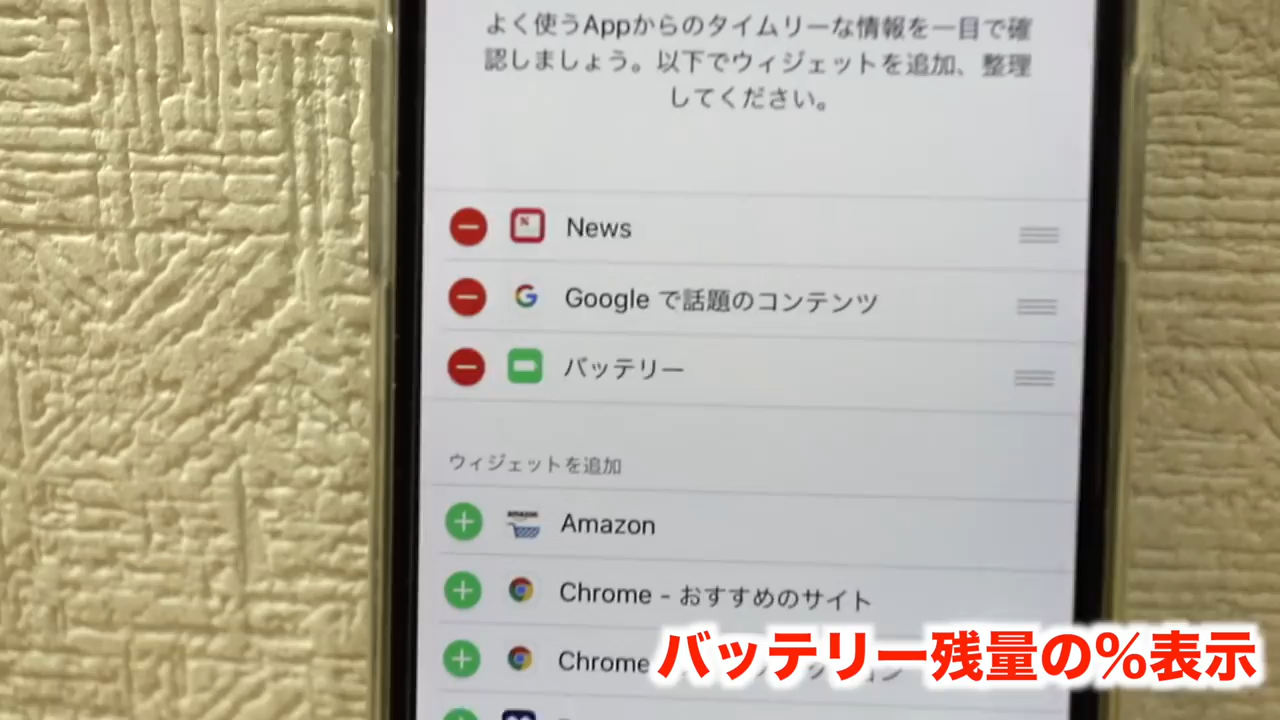 よく使うAppからのタイムリーな情報を一目で確
認しましょう。以下でウィジェットを追加、整理
してください。
News
Google で話題のコンテンツ
バッテリー
ウィジェットを追加
amazon
Amazon
Chrome - おすすめのサイト
Chrome
バッテリー残量の%表示